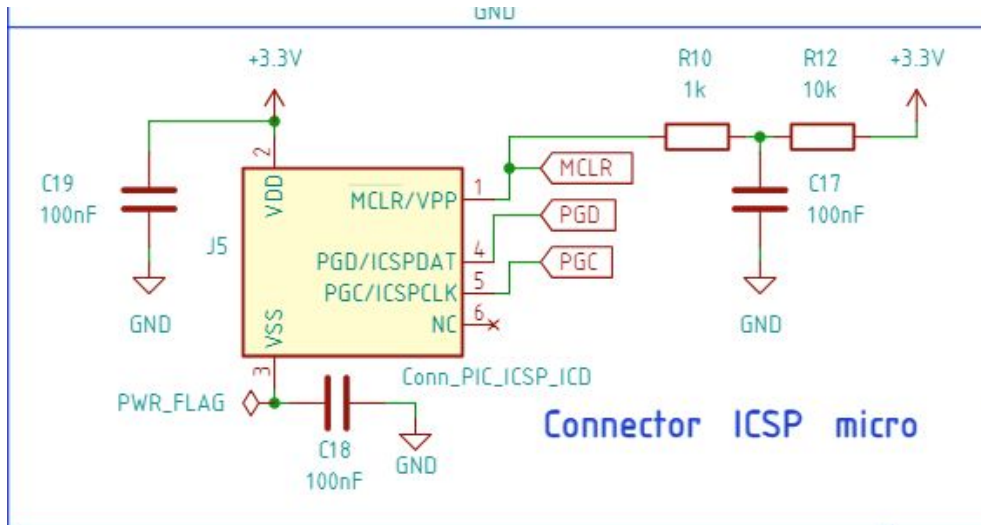 GND
+3.3V
R10
1k
R12
10k
+3.3V
2
VDD
C19
100nF
MCLR/VPP
1
MCLR
C17
100nF
J5
PGD/ICSPDAT
4
PGD
PGC/ICSPCLK
5
PGC
NC
6
GND
GND
VSS
3
Conn_PIC_ICSP_ICD
PWR_FLAG
C18
100nF
GND
Connector ICSP micro